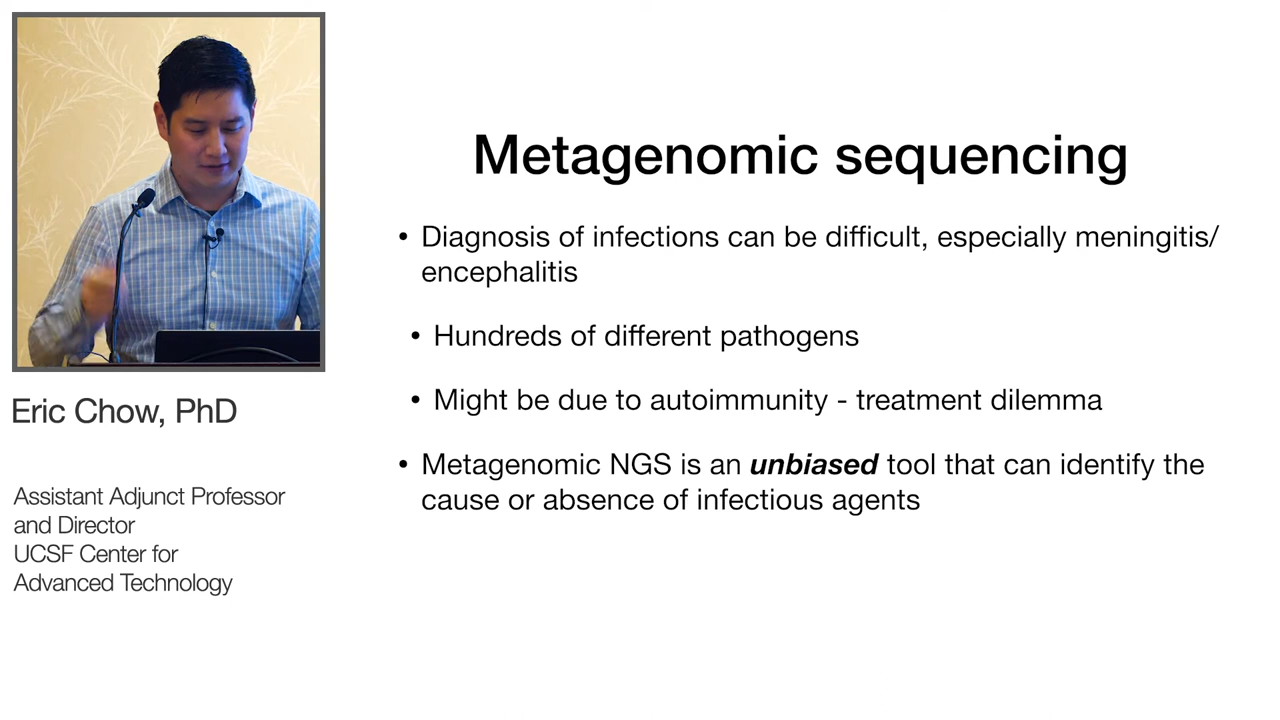 Metagenomic sequencing
• Diagnosis of infections can be difficult, especially meningitis/
encephalitis
• Hundreds of different pathogens
• Might be due to autoimmunity - treatment dilemma
• Metagenomic NGS is an unbiased tool that can identify the
cause or absence of infectious agents
Eric Chow, PhD
Assistant Adjunct Professor
and Director
UCSF Center for
Advanced Technology